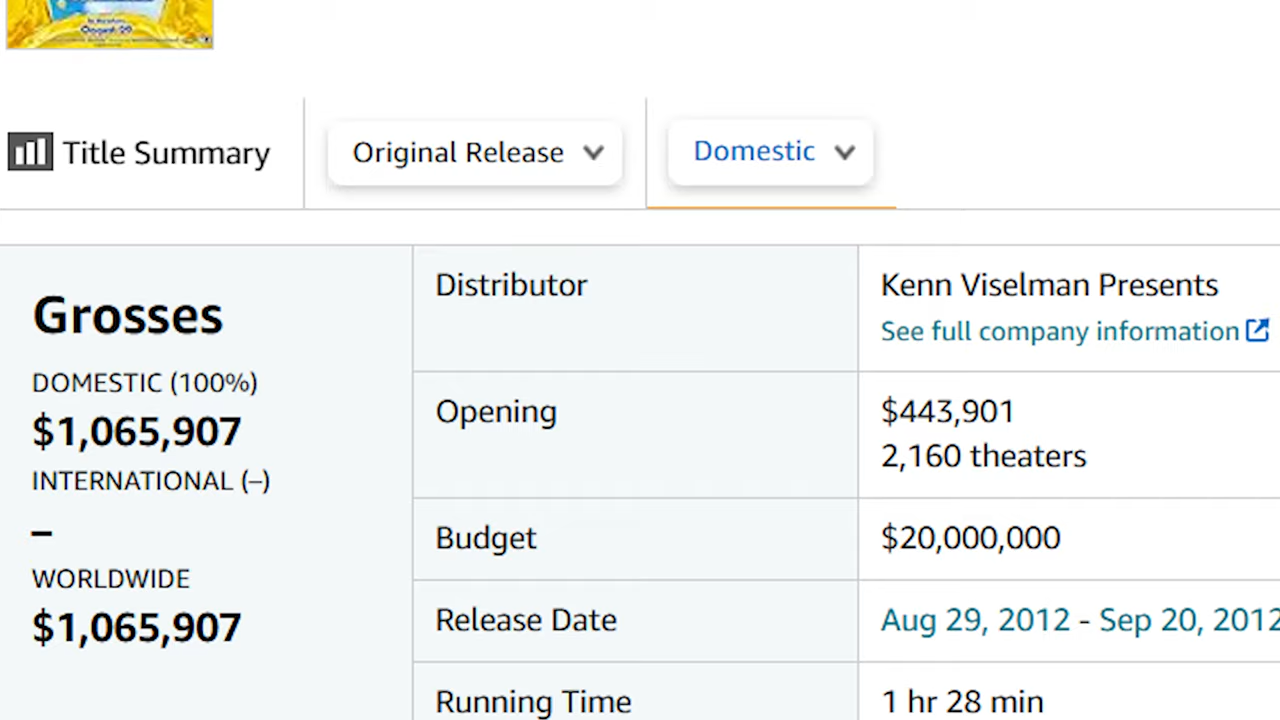 August 29
Title Summary
Original Release
Domestic
Grosses
DOMESTIC (100%)
$1,065,907
INTERNATIONAL (–)
–
WORLDWIDE
$1,065,907
Distributor
Kenn Viselman Presents
See full company information
Opening
$443,901
2,160 theaters
Budget
$20,000,000
Release Date
Aug 29, 2012 - Sep 20, 2012
Running Time
1 hr 28 min